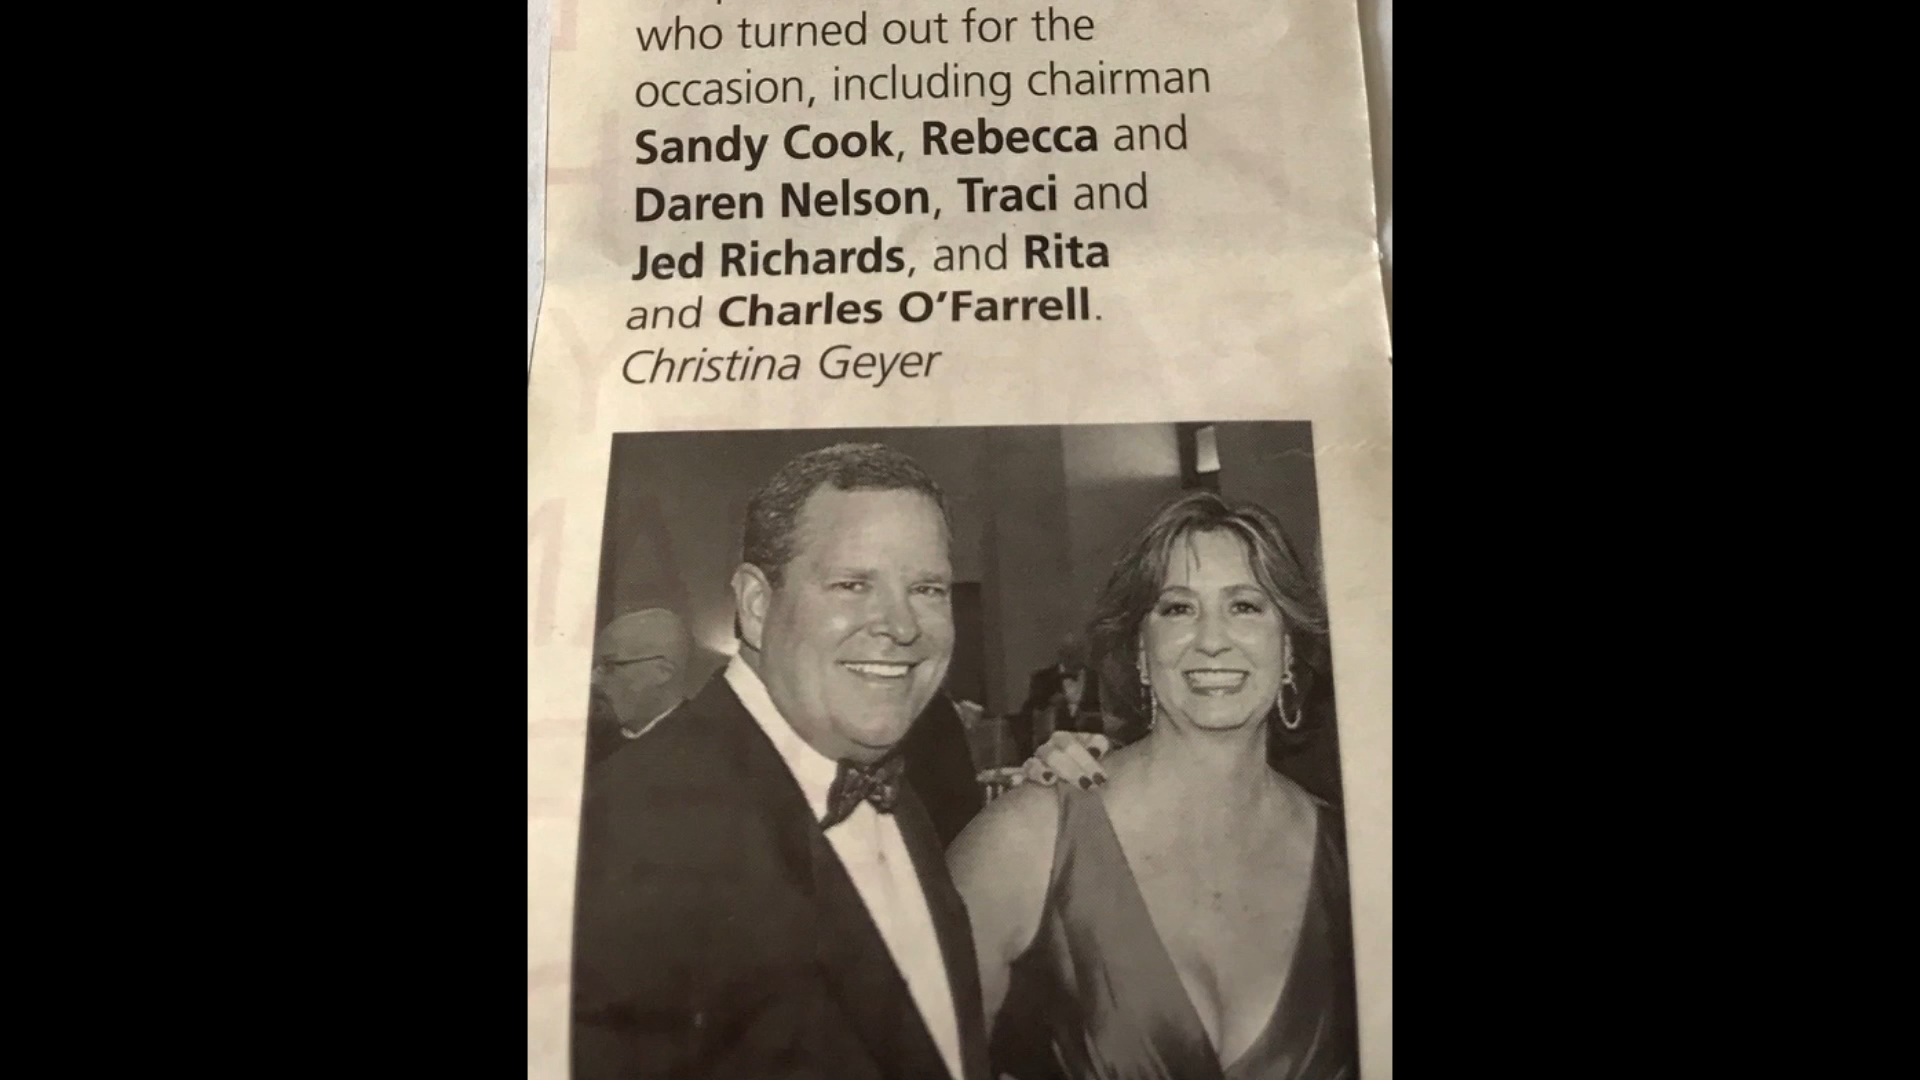 who turned out for the
occasion, including chairman
Sandy Cook, Rebecca and
Daren Nelson, Traci and
Jed Richards, and Rita
and Charles O’Farrell.
Christina Geyer